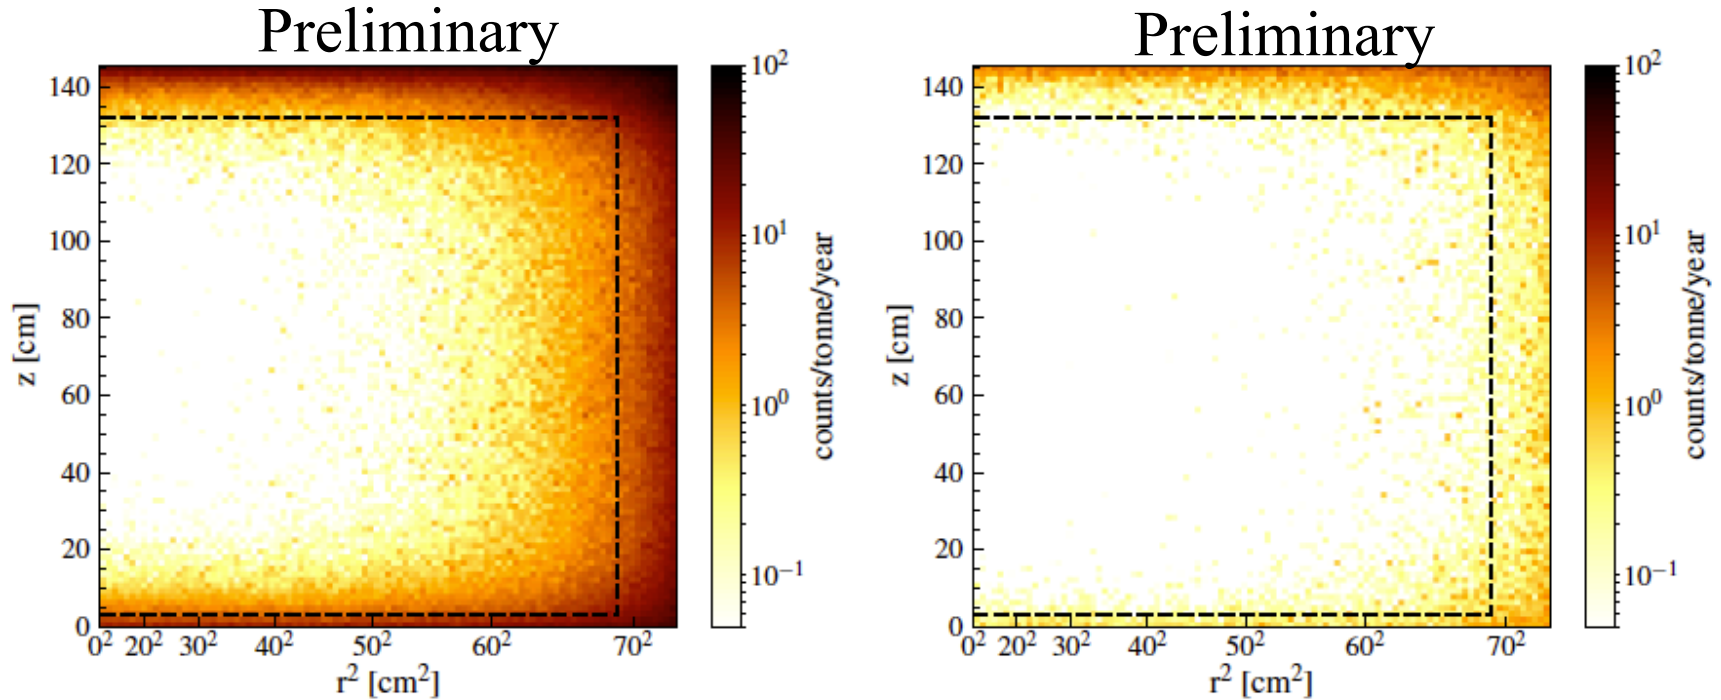 Preliminary
140
120
100
80
60
40
20
0
z [cm]
0² 20² 30² 40² 50² 60² 70²
r² [cm²]
10²
10¹
10⁰
10⁻¹
counts/tonne/year
Preliminary
140
120
100
80
60
40
20
0
z [cm]
0² 20² 30² 40² 50² 60² 70²
r² [cm²]
10²
10¹
10⁰
10⁻¹
counts/tonne/year